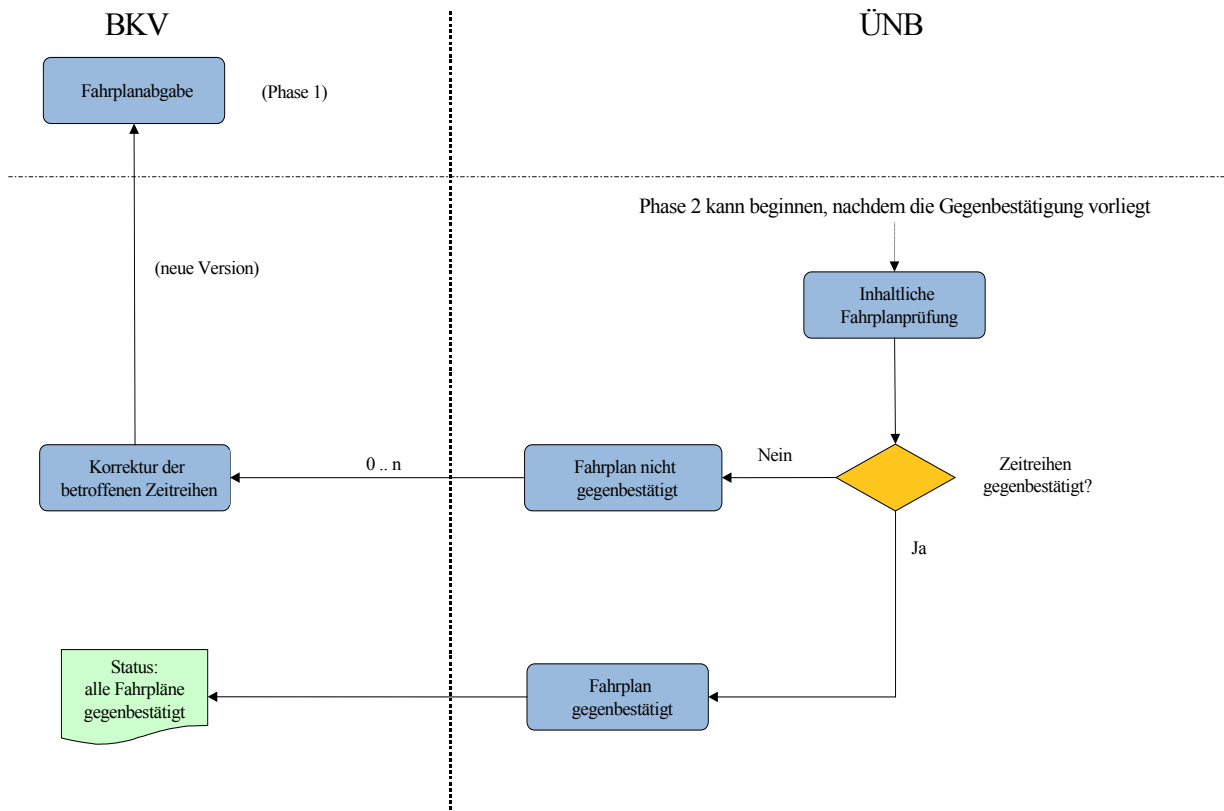 BKV
ÜNB
Fahrplanabgabe
(Phase 1)
Phase 2 kann beginnen, nachdem die Gegenbestätigung vorliegt
(neue Version)
Inhaltliche
Fahrplanprüfung
Korrektur der
betroffenen Zeitreihen
0 .. n
Fahrplan nicht
gegenbestätigt
Nein
Zeitreihen
gegenbestätigt?
Ja
Status:
alle Fahrpläne
gegenbestätigt
Fahrplan
gegenbestätigt